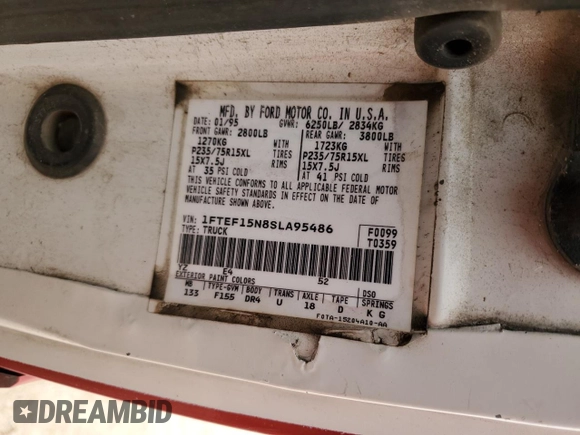 MFD. BY FORD MOTOR CO. IN U.S.A.
DATE: 01/95 GVWR: 6250LB/ 2834KG
FRONT GAWR: 2800LB REAR GAWR: 3800LB
1270KG WITH 1723KG WITH
P235/75R15XL TIRES P235/75R15XL TIRES
15X7.5J RIMS 15X7.5J RIMS
AT 35 PSI COLD AT 41 PSI COLD
THIS VEHICLE CONFORMS TO ALL APPLICABLE FEDERAL MOTOR
VEHICLE SAFETY STANDARDS IN EFFECT ON THE DATE OF
MANUFACTURE SHOWN ABOVE.
VIN: 1FTEF15N8SLA95486
TYPE: TRUCK
F0099
T0359
YZ E4 52
EXTERIOR PAINT COLORS DSO
WB TYPE-GVW BODY TRANS AXLE TAPE SPRINGS
133 F155 DR4 U 18 D K G
F0TA-15204A10-AA
DREAMBID